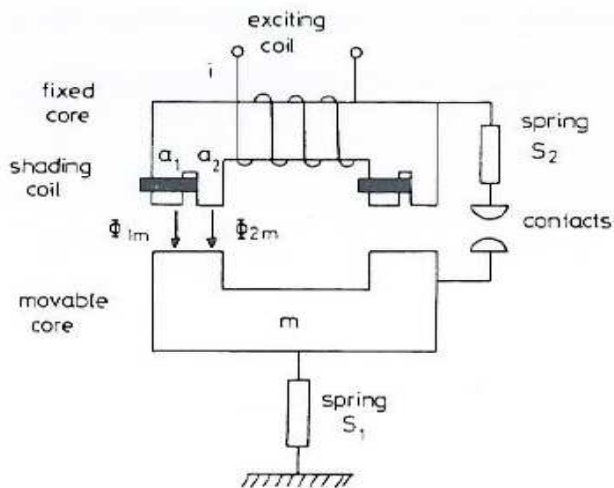 exciting
coil
i
fixed
core
spring
S2
shading
coil
a1 a2
contacts
Φ1m Φ2m
movable
core
m
spring
S1